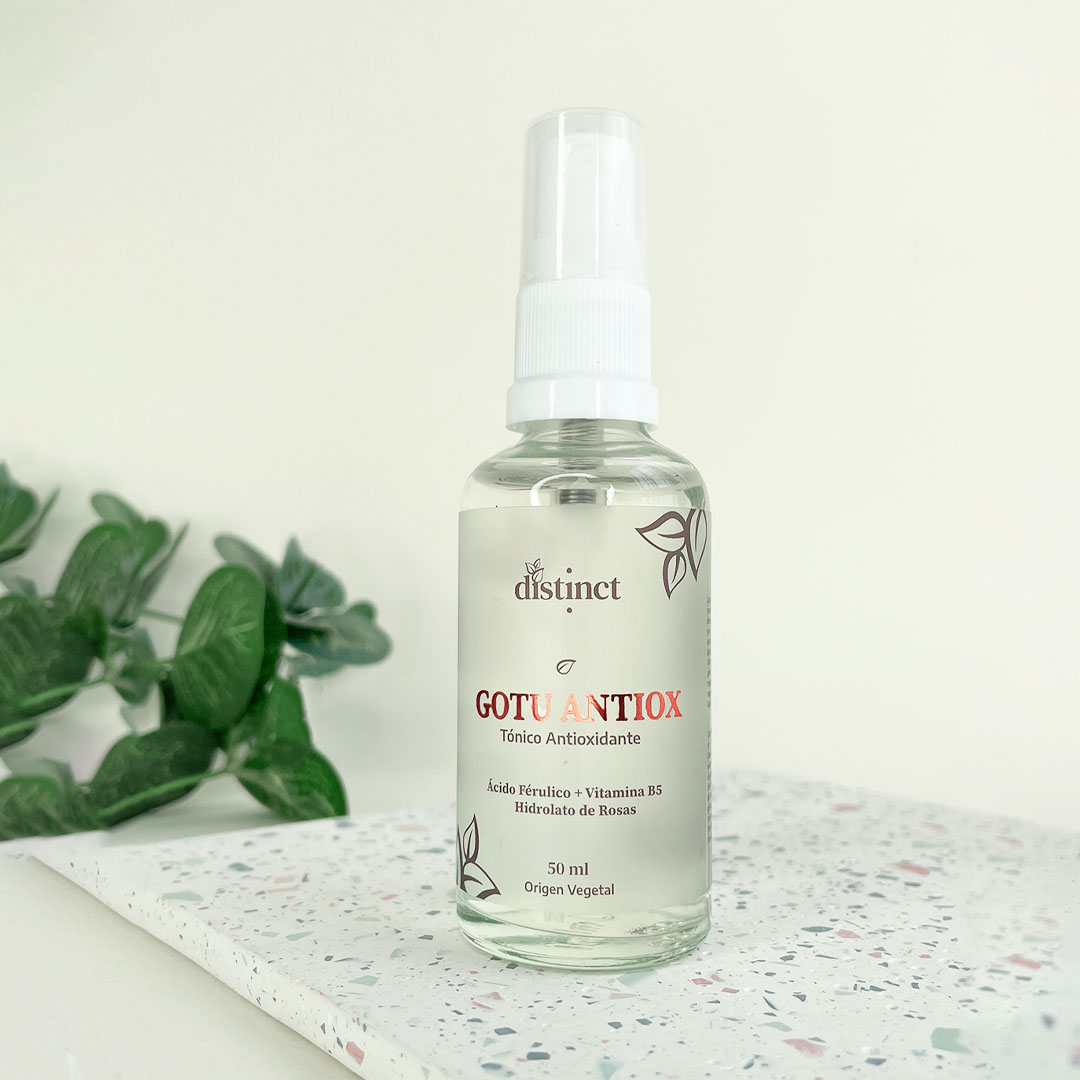 distinct
GOTU ANTIOX
Tónico Antioxidante
Ácido Férulico + Vitamina B5
Hidrolato de Rosas
50 ml
Origen Vegetal